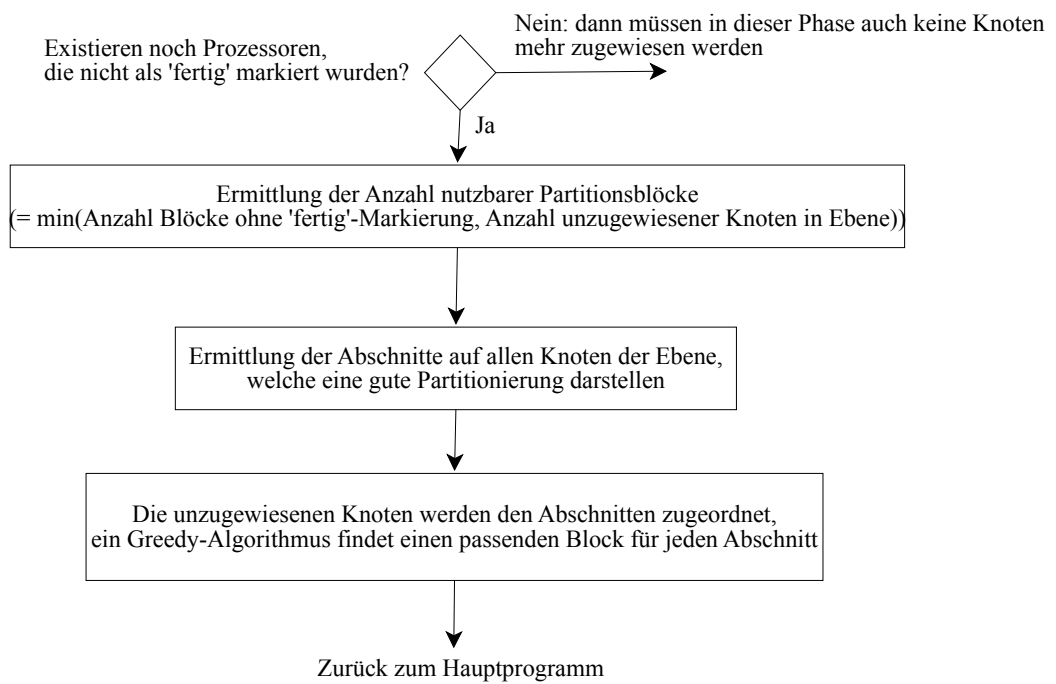 Existieren noch Prozessoren,
die nicht als 'fertig' markiert wurden?
Nein: dann müssen in dieser Phase auch keine Knoten
mehr zugewiesen werden
Ja
Ermittlung der Anzahl nutzbarer Partitionsblöcke
(= min(Anzahl Blöcke ohne 'fertig'-Markierung, Anzahl unzugewiesener Knoten in Ebene))
Ermittlung der Abschnitte auf allen Knoten der Ebene,
welche eine gute Partitionierung darstellen
Die unzugewiesenen Knoten werden den Abschnitten zugeordnet,
ein Greedy-Algorithmus findet einen passenden Block für jeden Abschnitt
Zurück zum Hauptprogramm